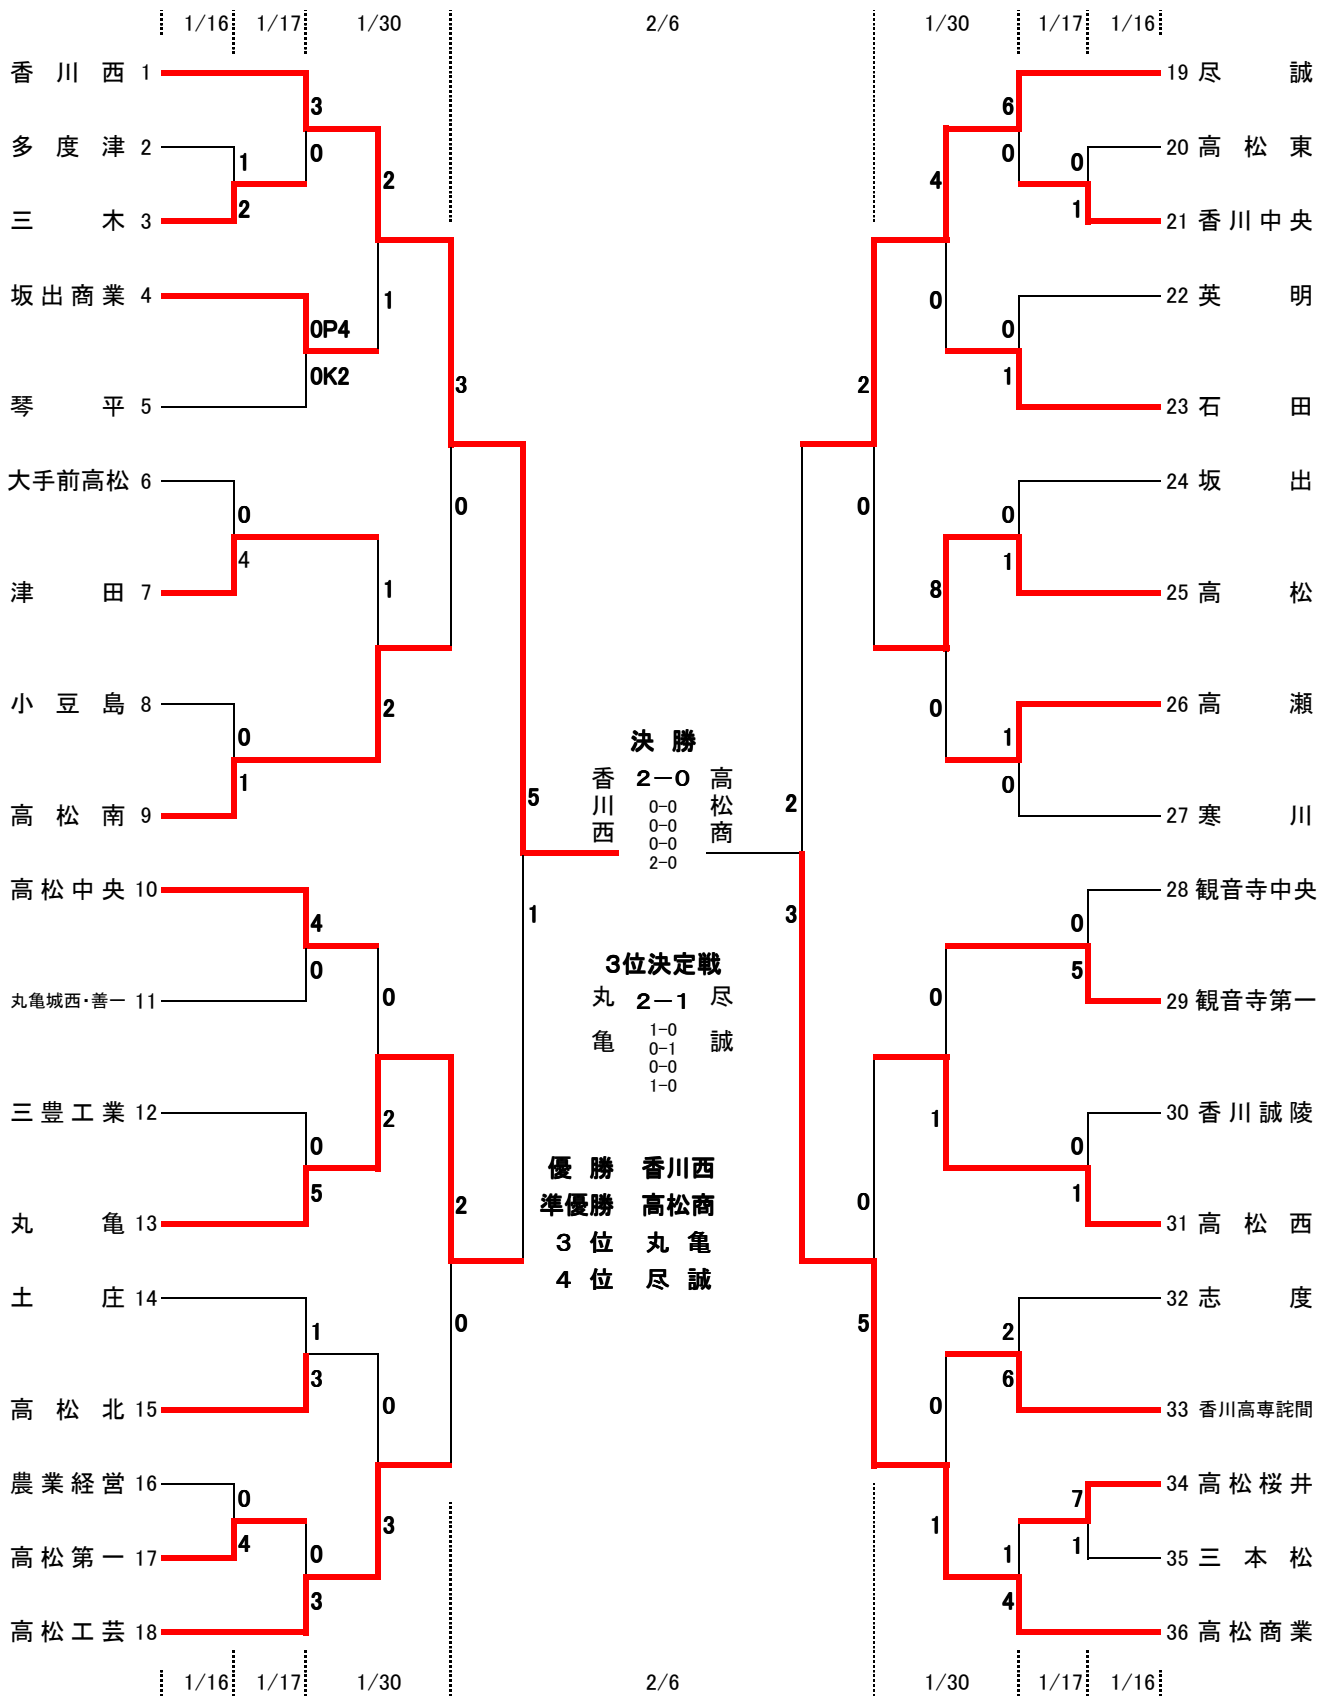 1/16 1/17 1/30 2/6 1/30 1/17 1/16
香川西 1
3
多度津 2
1
0
2
三木 3
2
坂出商業 4
1
0P4
0K2
3
琴平 5
大手前高松 6
0
0
4
津田 7
1
小豆島 8
2
0
1
高松南 9
5
高松中央 10
4
1
0
丸亀城西・善一 11
0
三豊工業 12
2
0
5
2
丸亀 13
土庄 14
1
0
3
高松北 15
0
農業経営 16
0
3
4
高松第一 17
0
3
高松工芸 18
決勝
香川西 2-0 高松商
0-0
0-0
0-0
2-0
3位決定戦
丸亀 2-1 尽誠
1-0
0-1
0-0
1-0
優勝 香川西
準優勝 高松商
3位 丸亀
4位 尽誠
19 尽誠
6
20 高松東
0
0
4
1
21 香川中央
22 英明
0
0
1
2
23 石田
24 坂出
0
0
1
8
25 高松
26 高瀬
0
1
0
2
27 寒川
28 観音寺中央
3
0
5
0
29 観音寺第一
30 香川誠陵
1
0
1
0
31 高松西
32 志度
5
2
6
0
33 香川高専詫間
34 高松桜井
7
1
1
1
35 三本松
4
36 高松商業
1/16 1/17 1/30 2/6 1/30 1/17 1/16